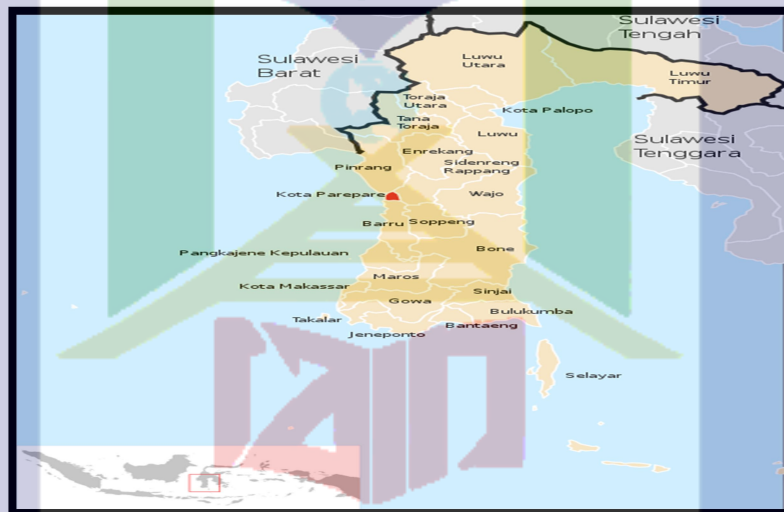 Sulawesi
Tengah
Sulawesi
Barat
Luwu
Utara
Luwu
Timur
Toraja
Utara
Kota Palopo
Tana
Toraja
Luwu
Sulawesi
Tenggara
Enrekang
Pinrang
Sidenreng
Rappang
Kota Parepare
Wajo
Barru
Soppeng
Pangkajene Kepulauan
Bone
Maros
Kota Makassar
Sinjai
Gowa
Bulukumba
Takalar
Bantaeng
Jeneponto
Selayar